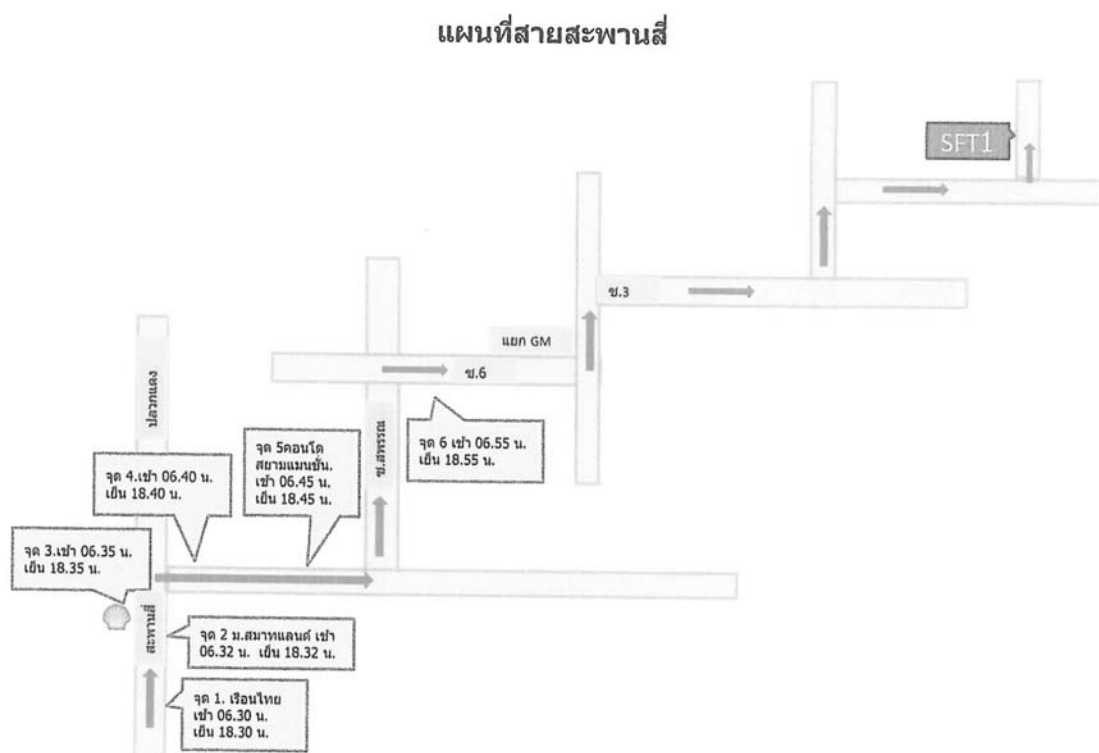 แผนที่สายสะพานสี่
SFT1
ซ.3
แยก GM
ซ.6
ปลวกแดง
ซ.สพรรณ
จุด 6 เช้า 06.55 น.
เย็น 18.55 น.
จุด 5คอนโด
สยามแมนชั่น.
เช้า 06.45 น.
เย็น 18.45 น.
จุด 4.เช้า 06.40 น.
เย็น 18.40 น.
จุด 3.เช้า 06.35 น.
เย็น 18.35 น.
สะพานสี่
จุด 2 ม.สมาทแลนด์ เช้า
06.32 น. เย็น 18.32 น.
จุด 1. เรือนไทย
เช้า 06.30 น.
เย็น 18.30 น.